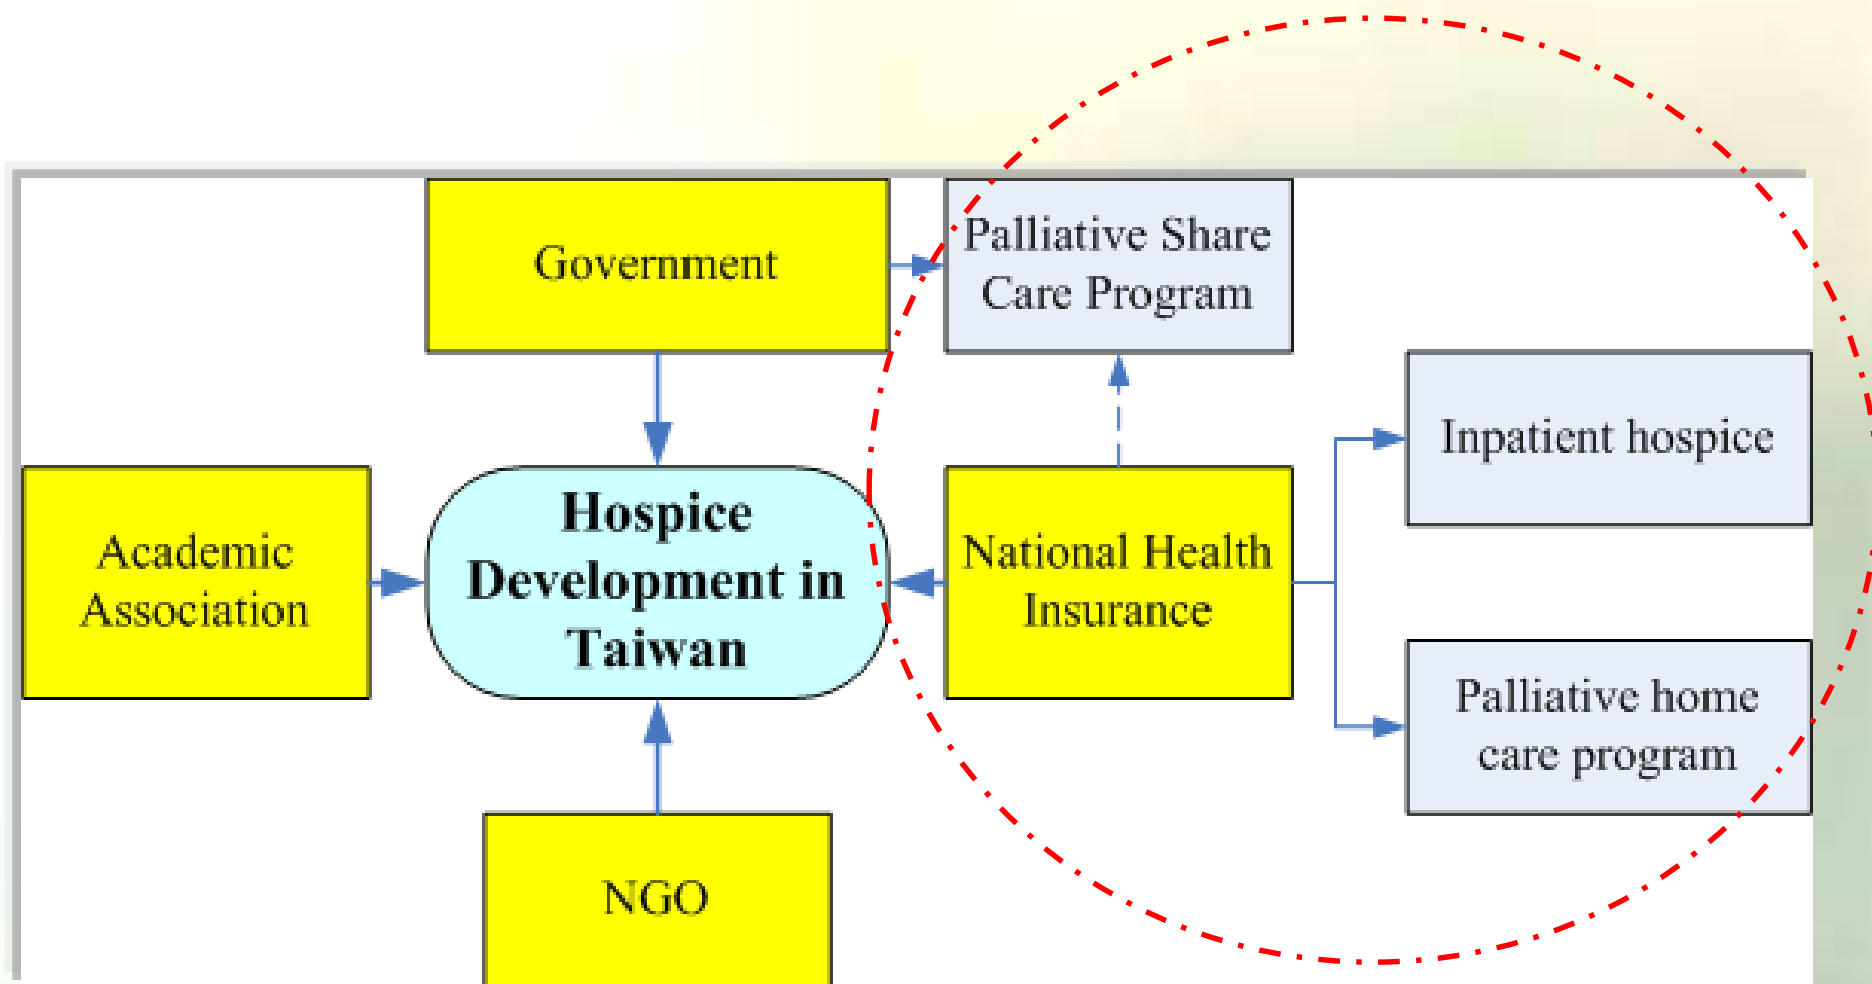 Government
Palliative Share
Care Program
Inpatient hospice
Academic
Association
Hospice
Development in
Taiwan
National Health
Insurance
Palliative home
care program
NGO